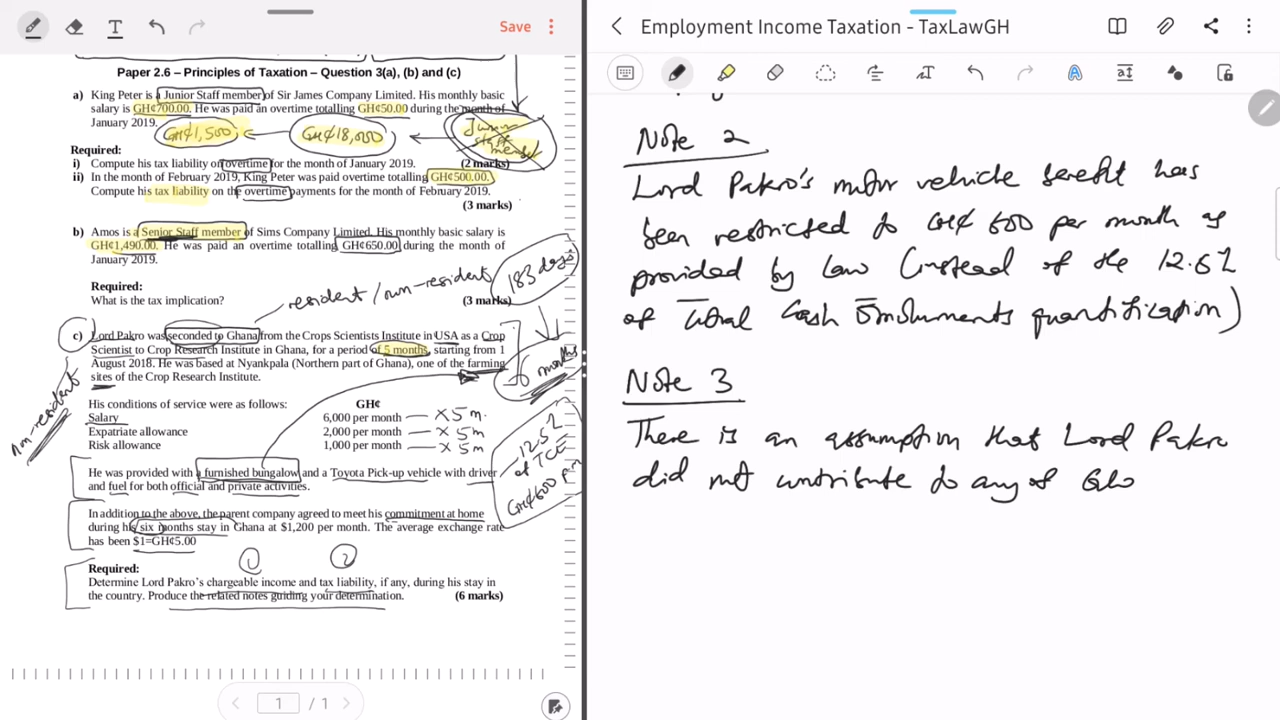 Save
Employment Income Taxation - TaxLawGH
Paper 2.6 – Principles of Taxation – Question 3(a), (b) and (c)
a) King Peter is a Junior Staff member of Sir James Company Limited. His monthly basic
salary is GH¢700.00. He was paid an overtime totalling GH¢50.00 during the month of
January 2019.
GH¢1,500 GH¢18,000 Junior staff member
Required:
i) Compute his tax liability on overtime for the month of January 2019. (2 marks)
ii) In the month of February 2019, King Peter was paid overtime totalling GH¢500.00.
Compute his tax liability on the overtime payments for the month of February 2019.
(3 marks)
b) Amos is a Senior Staff member of Sims Company Limited. His monthly basic salary is
GH¢1,490.00. He was paid an overtime totalling GH¢650.00 during the month of
January 2019.
183 days
Required:
resident / non-resident
What is the tax implication? (3 marks)
c) Lord Pakro was seconded to Ghana from the Crops Scientists Institute in USA as a Crop
Scientist to Crop Research Institute in Ghana, for a period of 5 months, starting from 1
August 2018. He was based at Nyankpala (Northern part of Ghana), one of the farming
sites of the Crop Research Institute.
6 months
non-resident
His conditions of service were as follows: GH¢
Salary 6,000 per month × 5 m.
Expatriate allowance 2,000 per month × 5m
Risk allowance 1,000 per month × 5m
He was provided with a furnished bungalow and a Toyota Pick-up vehicle with driver
and fuel for both official and private activities.
12.5% of TCE
GH¢600 pm
In addition to the above, the parent company agreed to meet his commitment at home
during his six months stay in Ghana at $1,200 per month. The average exchange rate
has been $1=GH¢5.00
1 2
Required:
Determine Lord Pakro's chargeable income and tax liability, if any, during his stay in
the country. Produce the related notes guiding your determination. (6 marks)
1 / 1
Note 2
Lord Pakro's motor vehicle benefit has
been restricted to GH¢ 600 per month as
provided by law (instead of the 12.5%
of Total Cash Emoluments quantification)
Note 3
There is an assumption that Lord Pakro
did not contribute to any of Gha